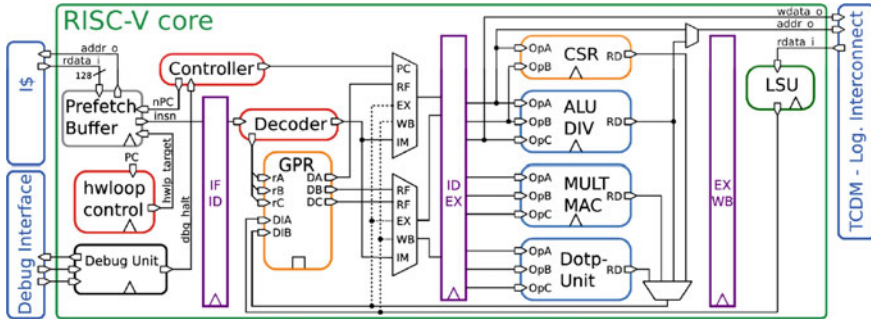 RISC-V core
wdata_o
addr_o
rdata_i
I$
addr_o
rdata_i
128
Prefetch
Buffer
nPC
insn
Controller
Decoder
PC
hwloop
control
hwlp_target
dbg_halt
Debug Interface
Debug Unit
IF
ID
GPR
rA
rB
rC
DIA
DIB
DA
DB
DC
PC
RF
EX
WB
IM
RF
EX
WB
IM
ID
EX
OpA
OpB
CSR
RD
OpA
OpB
OpC
ALU
DIV
RD
OpA
OpB
OpC
MULT
MAC
RD
OpA
OpB
OpC
Dotp-
Unit
RD
EX
WB
LSU
TCDM - Log. Interconnect